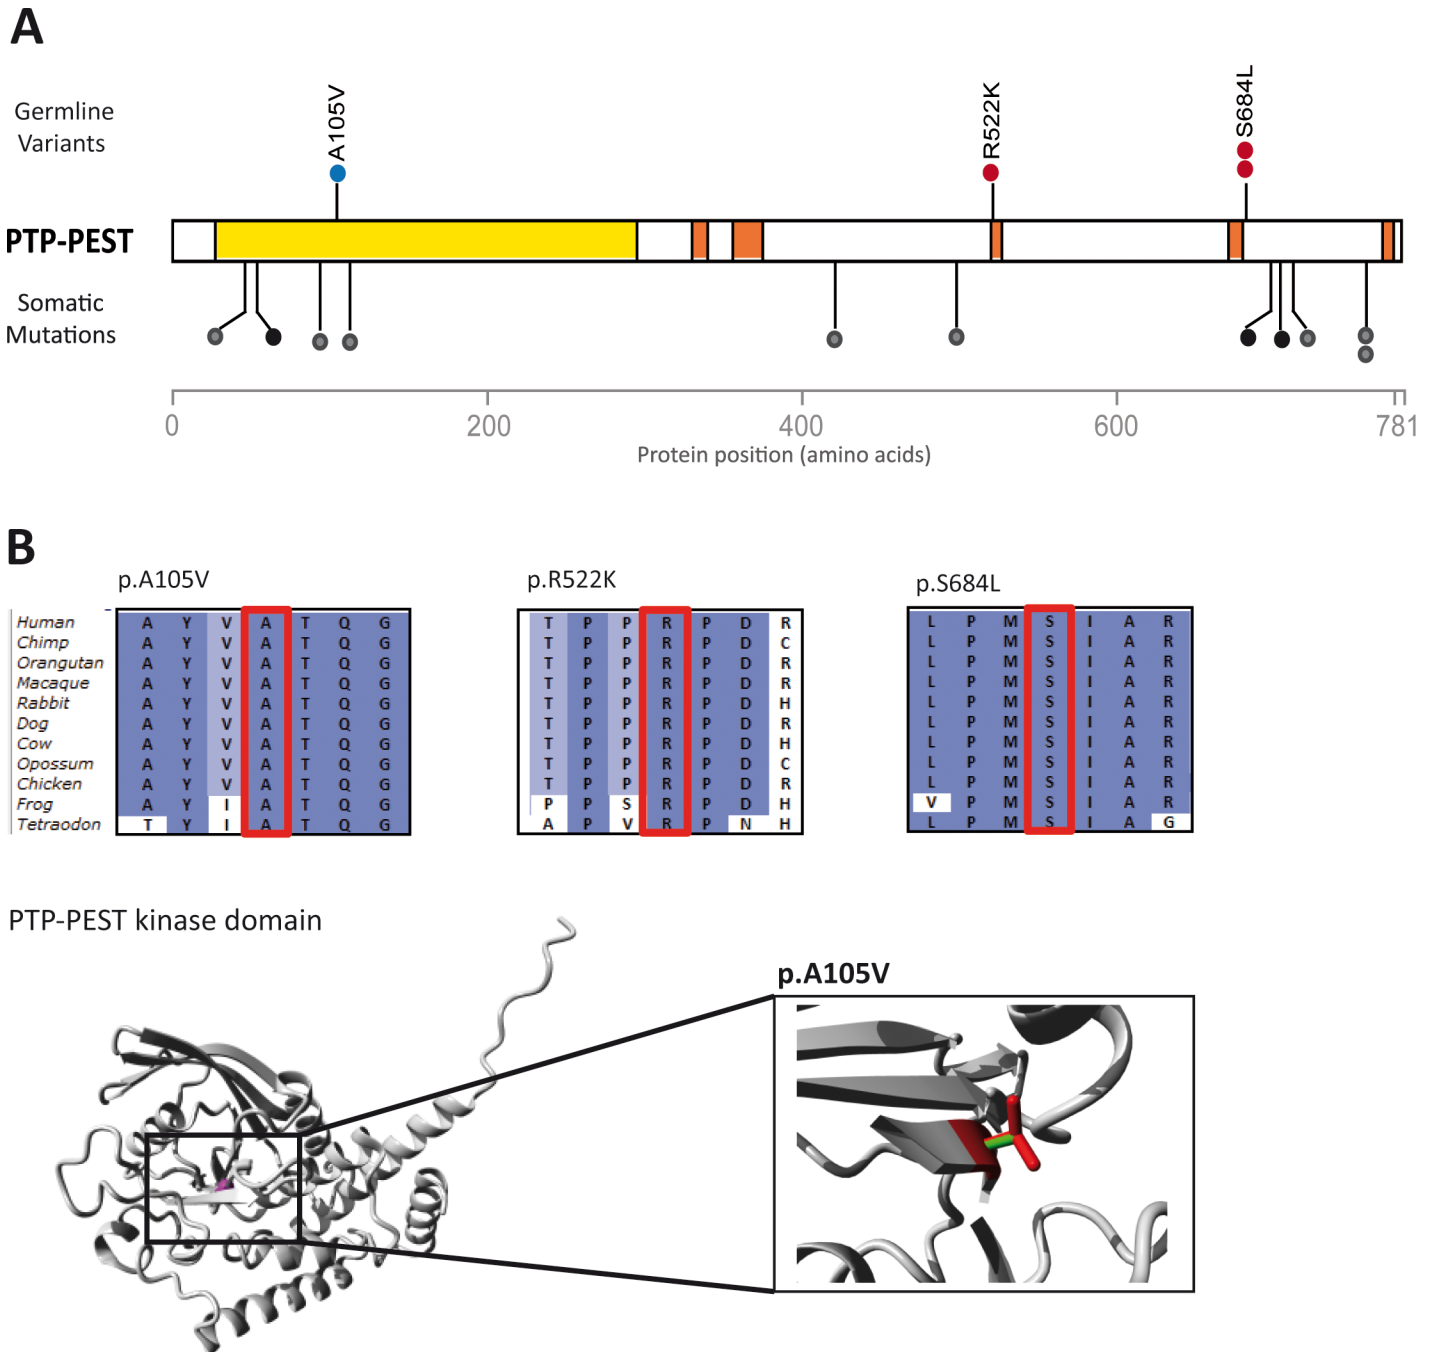 A
Germline
Variants
A105V
R522K
S684L
PTP-PEST
Somatic
Mutations
0 200 400 600 781
Protein position (amino acids)
B
p.A105V p.R522K p.S684L
Human A Y V A T Q G T P P R P D R L P M S I A R
Chimp A Y V A T Q G T P P R P D C L P M S I A R
Orangutan A Y V A T Q G T P P R P D R L P M S I A R
Macaque A Y V A T Q G T P P R P D R L P M S I A R
Rabbit A Y V A T Q G T P P R P D H L P M S I A R
Dog A Y V A T Q G T P P R P D R L P M S I A R
Cow A Y V A T Q G T P P R P D H L P M S I A R
Opossum A Y V A T Q G T P P R P D C L P M S I A R
Chicken A Y V A T Q G T P P R P D R L P M S I A R
Frog A Y I A T Q G P P S R P D H V P M S I A R
Tetraodon T Y I A T Q G A P V R P N H L P M S I A G
PTP-PEST kinase domain
p.A105V